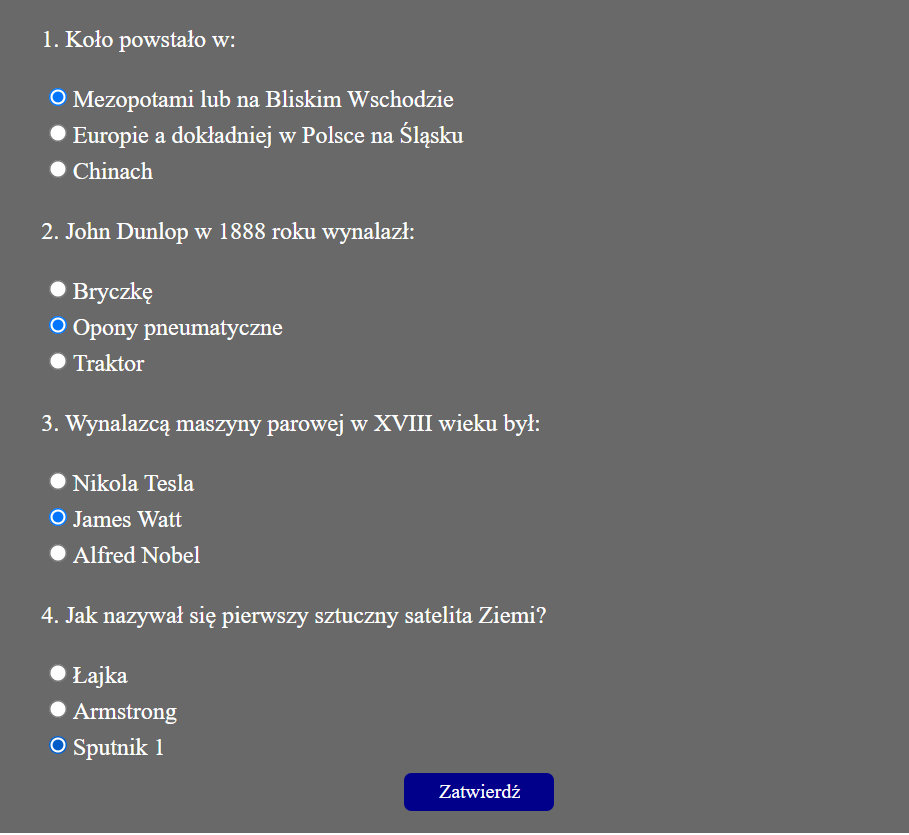 1. Koło powstało w:
Mezopotami lub na Bliskim Wschodzie
Europie a dokładniej w Polsce na Śląsku
Chinach
2. John Dunlop w 1888 roku wynalazł:
Bryczkę
Opony pneumatyczne
Traktor
3. Wynalazcą maszyny parowej w XVIII wieku był:
Nikola Tesla
James Watt
Alfred Nobel
4. Jak nazywał się pierwszy sztuczny satelita Ziemi?
Łajka
Armstrong
Sputnik 1
Zatwierdź